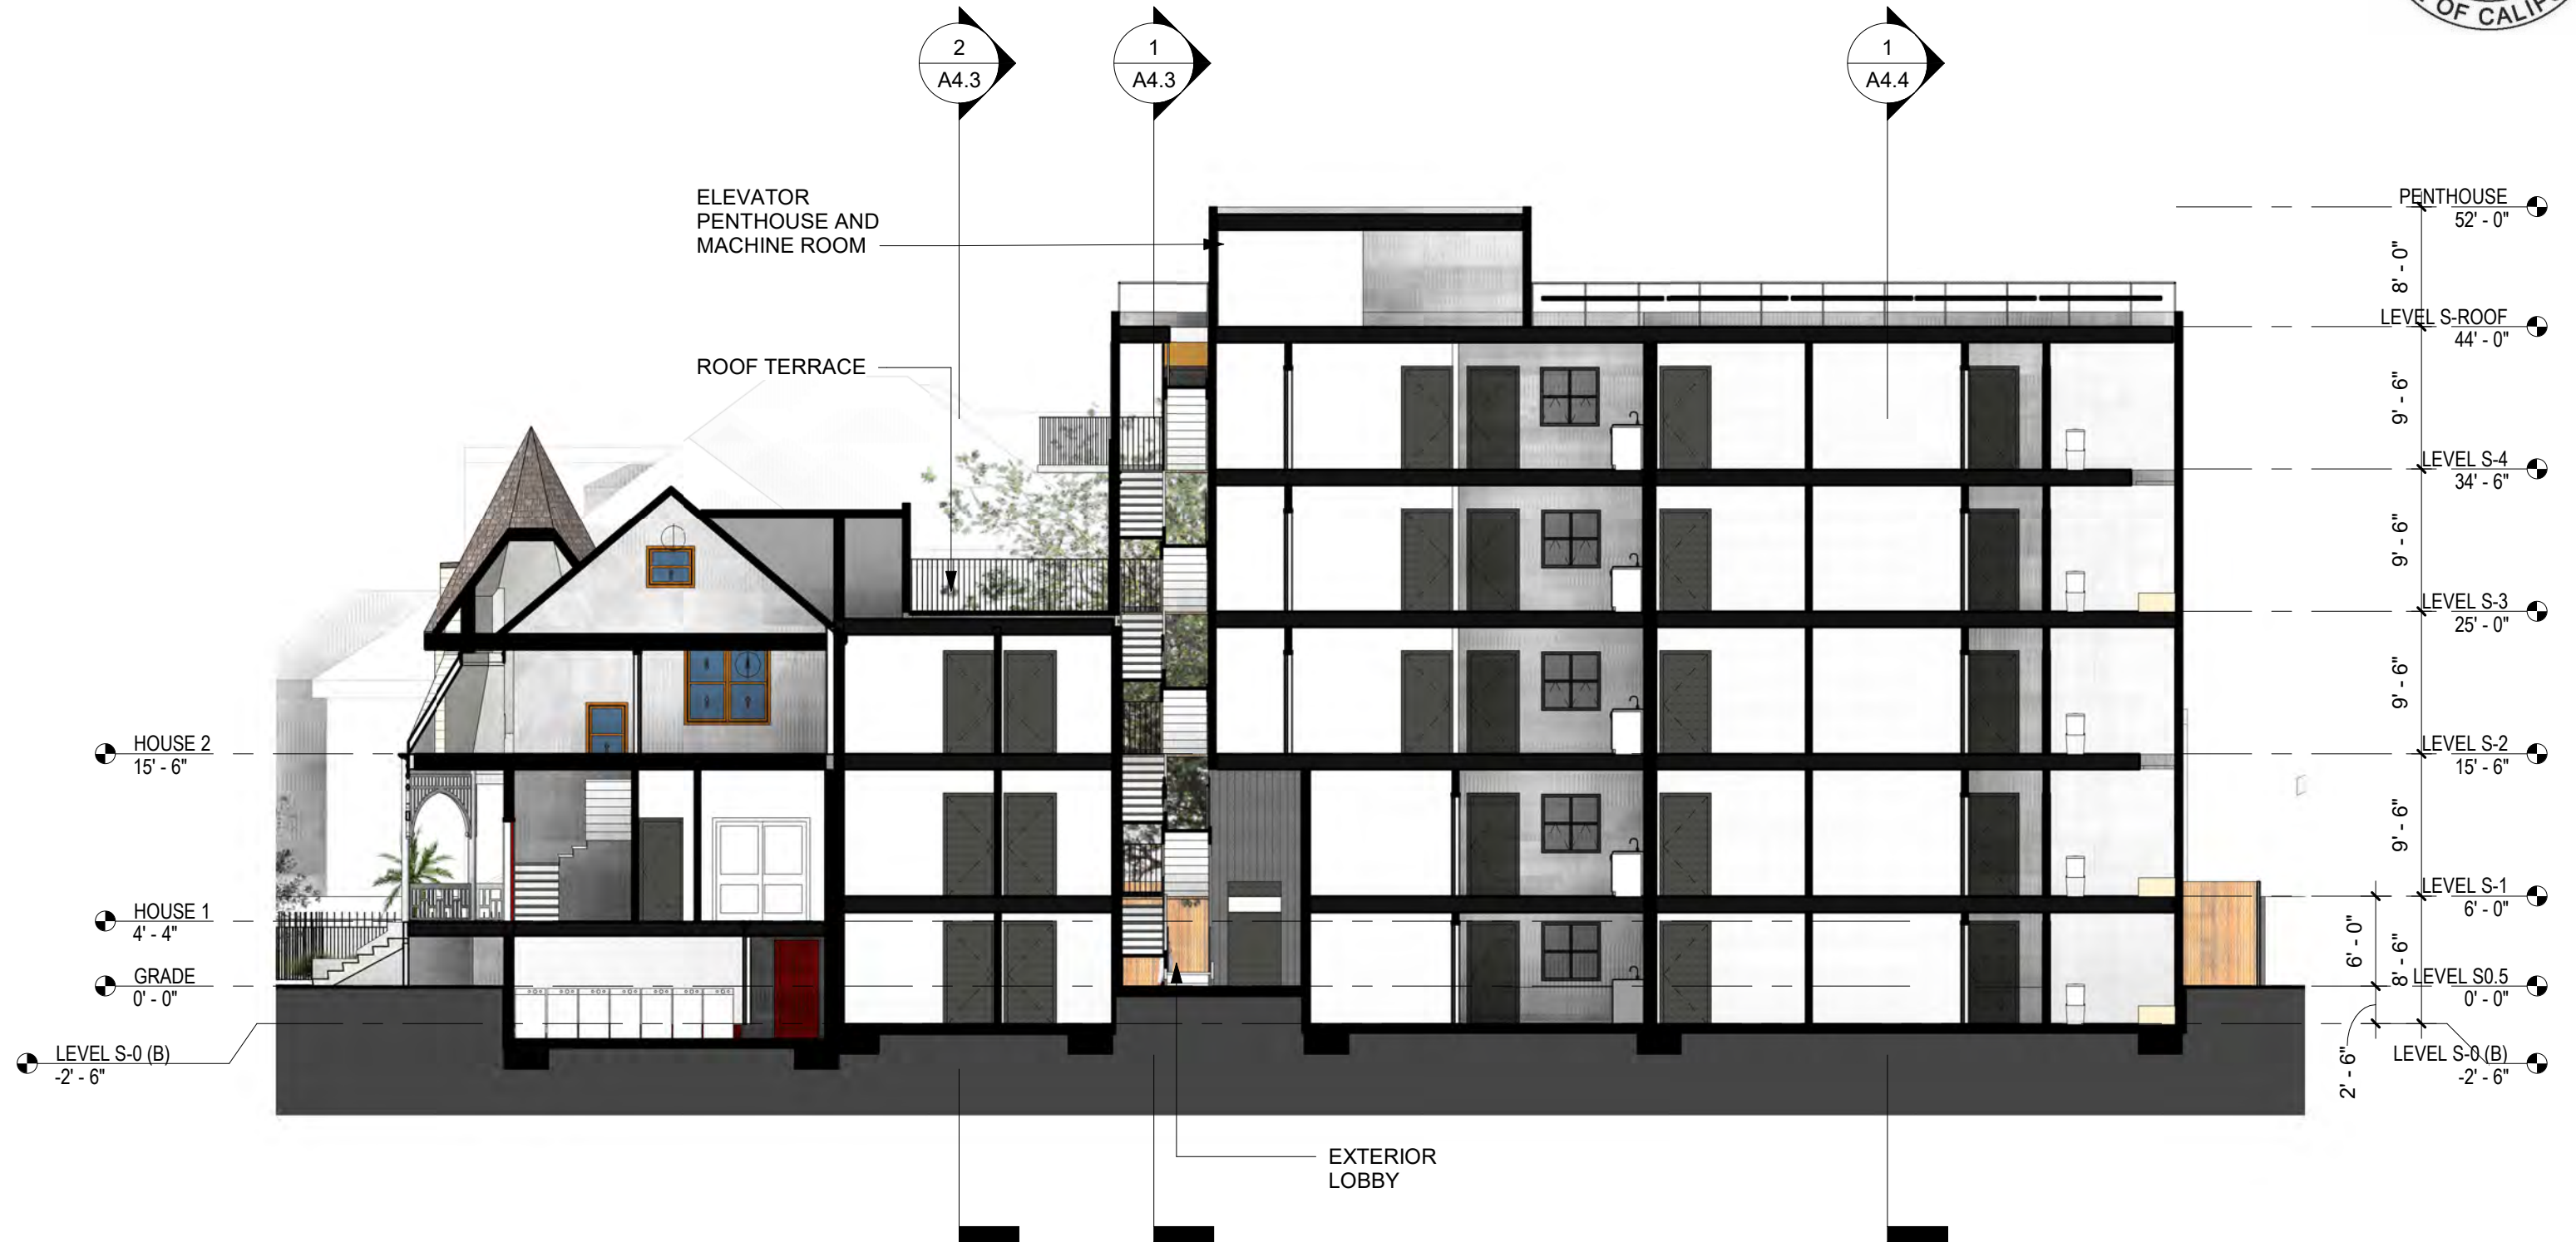 OF CALIF
2
A4.3
1
A4.3
1
A4.4
ELEVATOR
PENTHOUSE AND
MACHINE ROOM
ROOF TERRACE
PENTHOUSE
52' - 0"
8' - 0"
LEVEL S-ROOF
44' - 0"
9' - 6"
LEVEL S-4
34' - 6"
9' - 6"
LEVEL S-3
25' - 0"
9' - 6"
HOUSE 2
15' - 6"
LEVEL S-2
15' - 6"
9' - 6"
LEVEL S-1
6' - 0"
HOUSE 1
4' - 4"
6' - 0"
8' - 6"
GRADE
0' - 0"
LEVEL S0.5
0' - 0"
LEVEL S-0 (B)
-2' - 6"
2' - 6"
LEVEL S-0 (B)
-2' - 6"
EXTERIOR
LOBBY